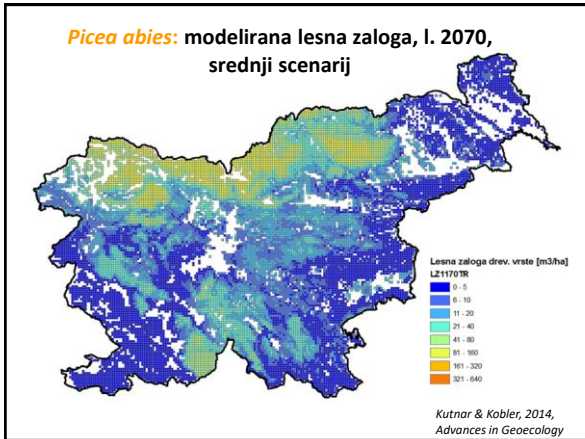 Picea abies: modelirana lesna zaloga, l. 2070,
srednji scenarij
Lesna zaloga drev. vrste [m3/ha]
LZ1170TR
0 - 5
6 - 10
11 - 20
21 - 40
41 - 80
81 - 160
161 - 320
321 - 640
Kutnar & Kobler, 2014,
Advances in Geoecology